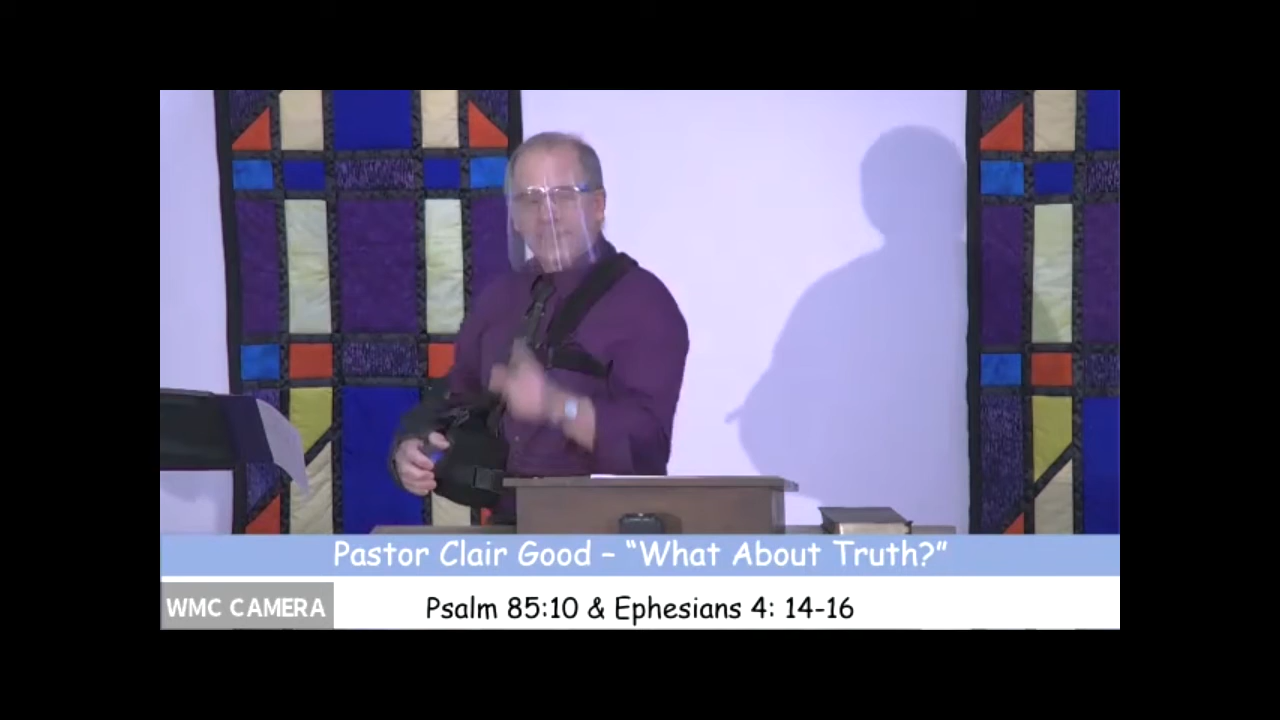 Pastor Clair Good – “What About Truth?”
WMC CAMERA
Psalm 85:10 & Ephesians 4: 14-16